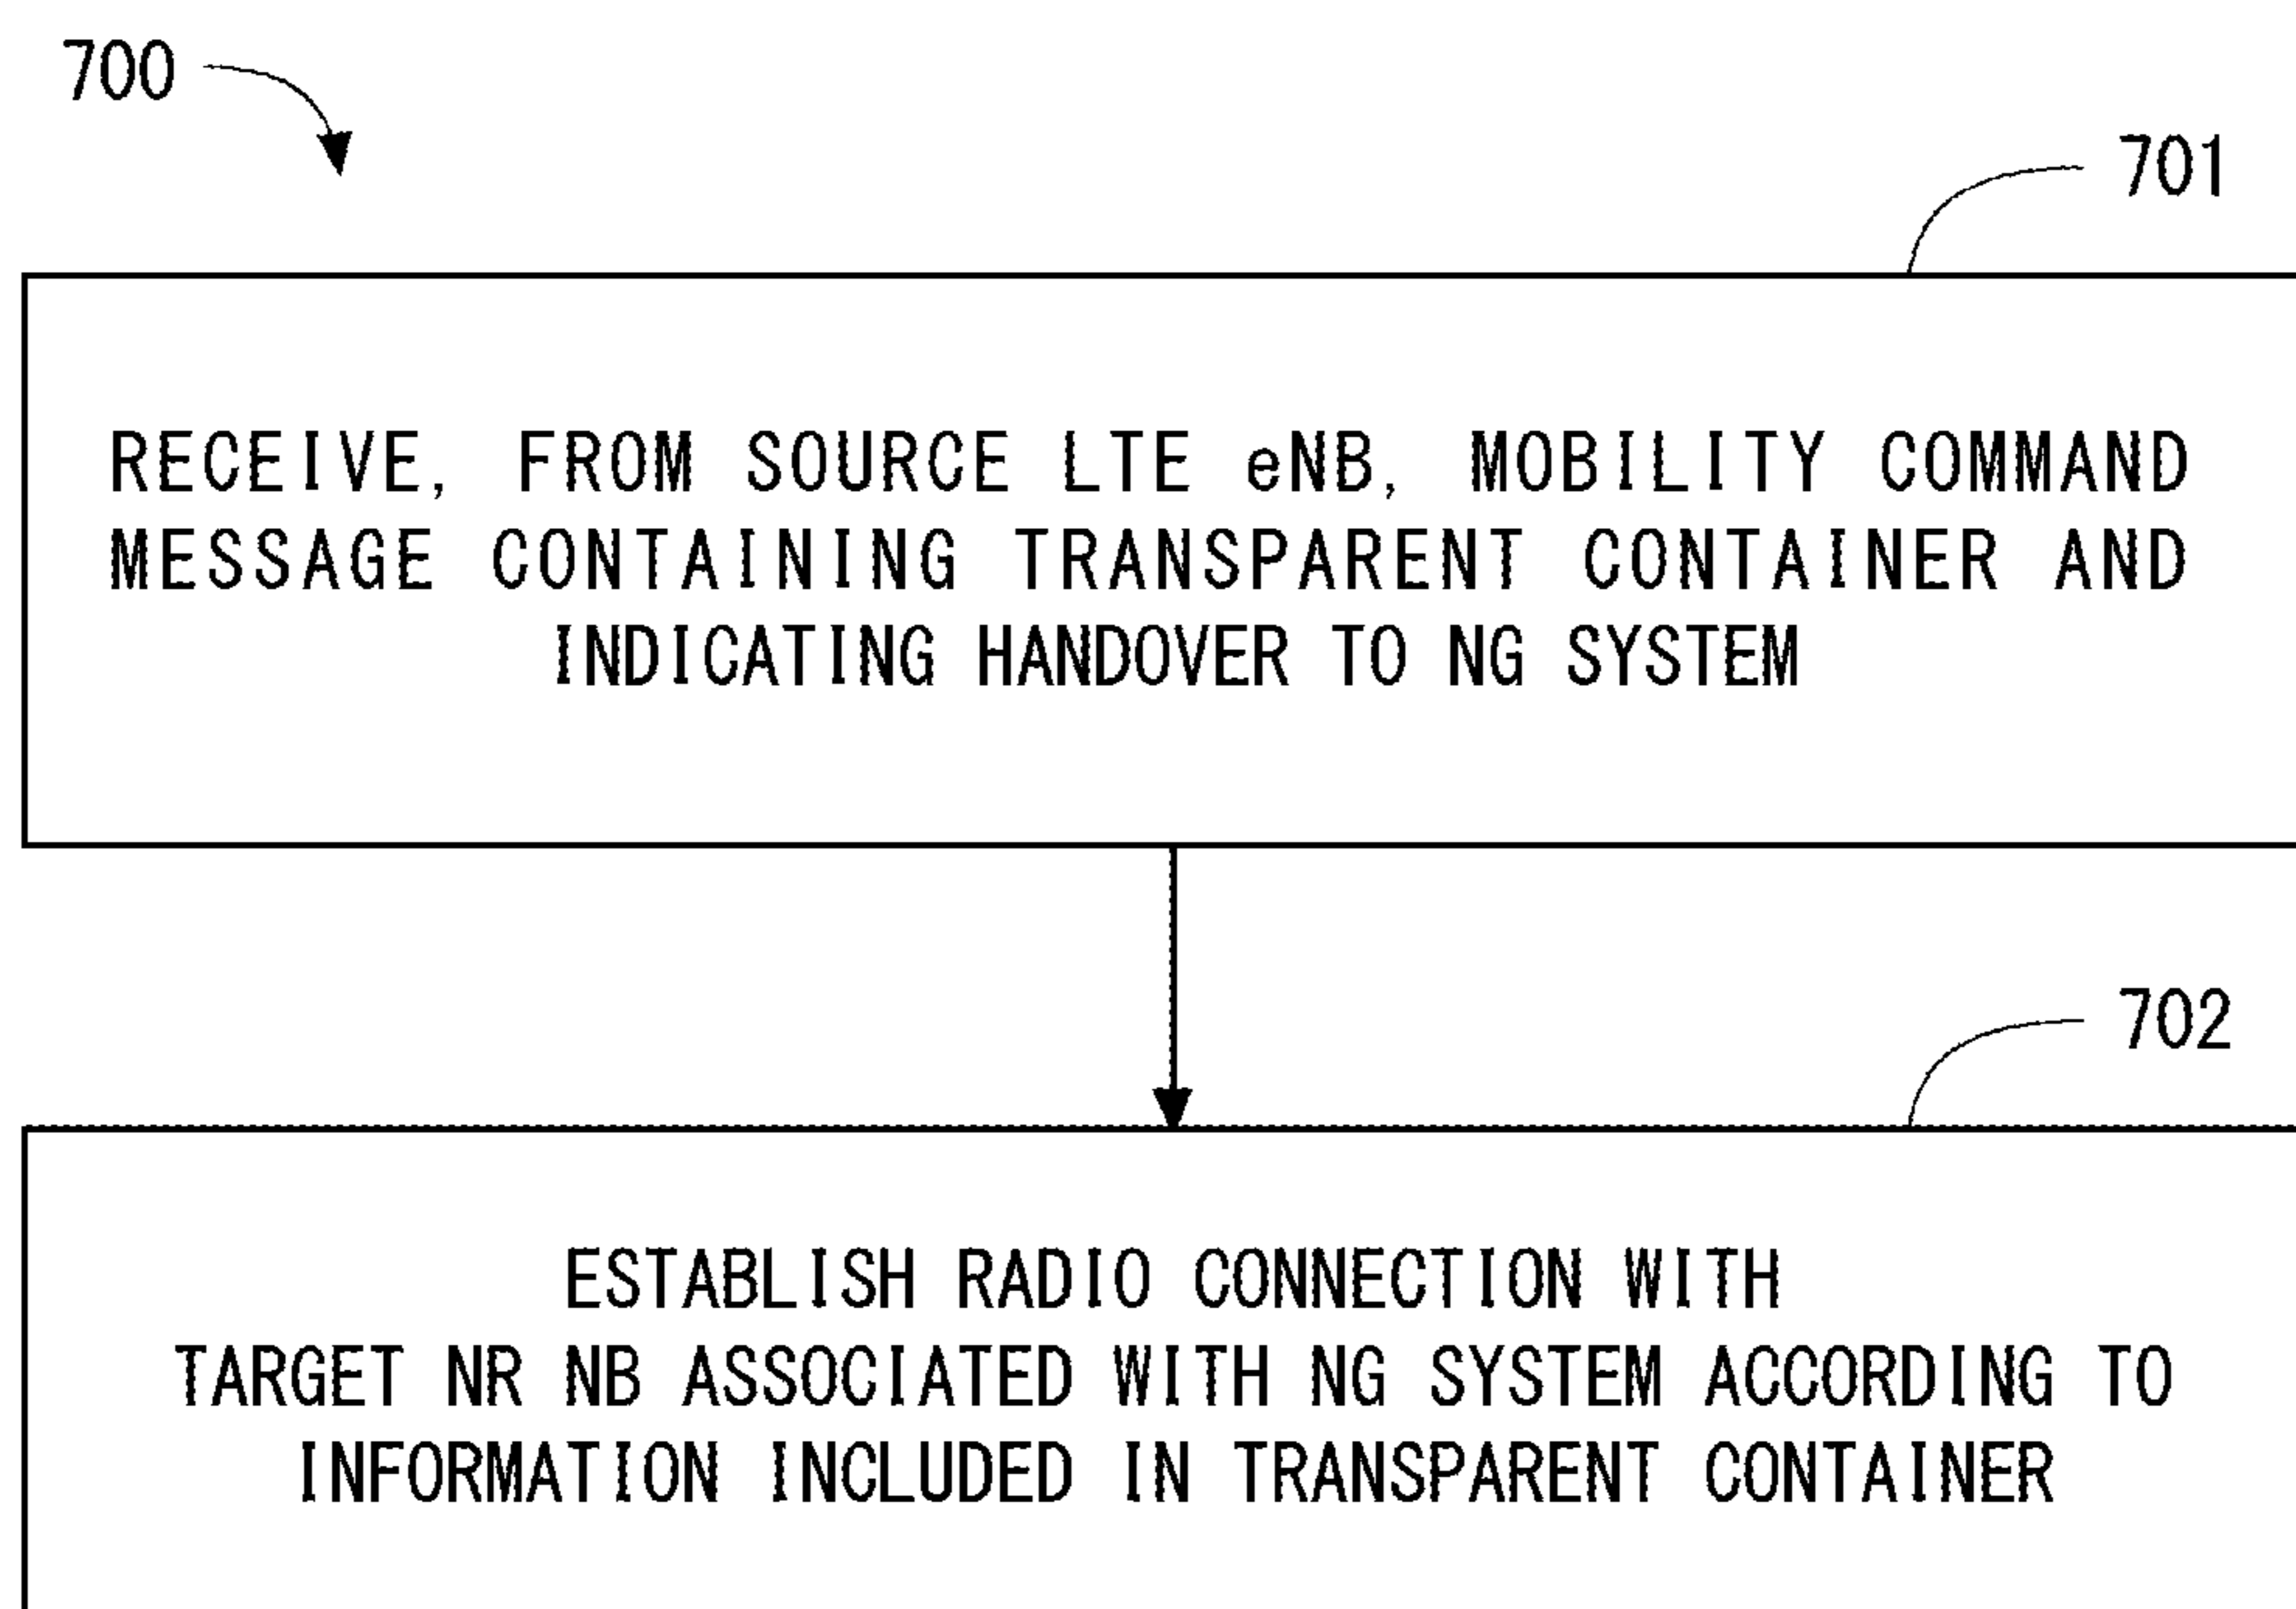 700
701
RECEIVE, FROM SOURCE LTE eNB, MOBILITY COMMAND
MESSAGE CONTAINING TRANSPARENT CONTAINER AND
INDICATING HANDOVER TO NG SYSTEM
702
ESTABLISH RADIO CONNECTION WITH
TARGET NR NB ASSOCIATED WITH NG SYSTEM ACCORDING TO
INFORMATION INCLUDED IN TRANSPARENT CONTAINER